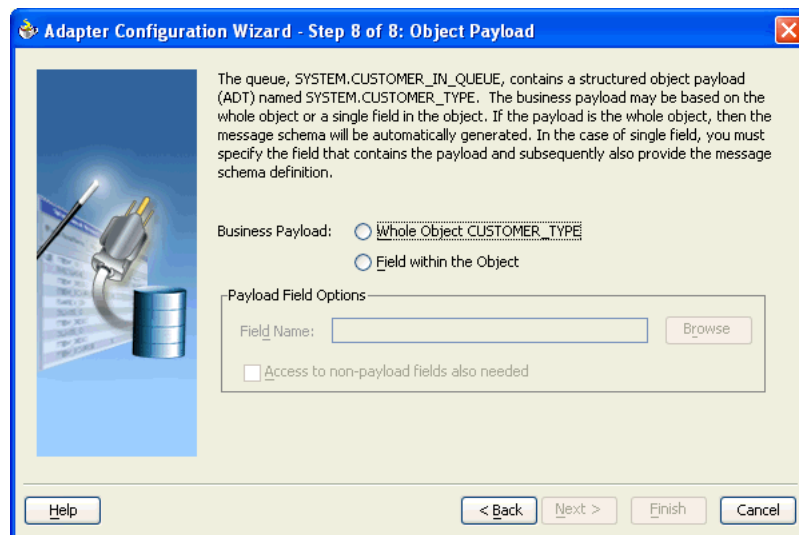 Adapter Configuration Wizard - Step 8 of 8: Object Payload
The queue, SYSTEM.CUSTOMER_IN_QUEUE, contains a structured object payload
(ADT) named SYSTEM.CUSTOMER_TYPE.  The business payload may be based on the
whole object or a single field in the object. If the payload is the whole object, then the
message schema will be automatically generated. In the case of single field, you must
specify the field that contains the payload and subsequently also provide the message
schema definition.
Business Payload:
Whole Object CUSTOMER_TYPE
Field within the Object
Payload Field Options
Field Name:
Browse
Access to non-payload fields also needed
Help
< Back
Next >
Finish
Cancel